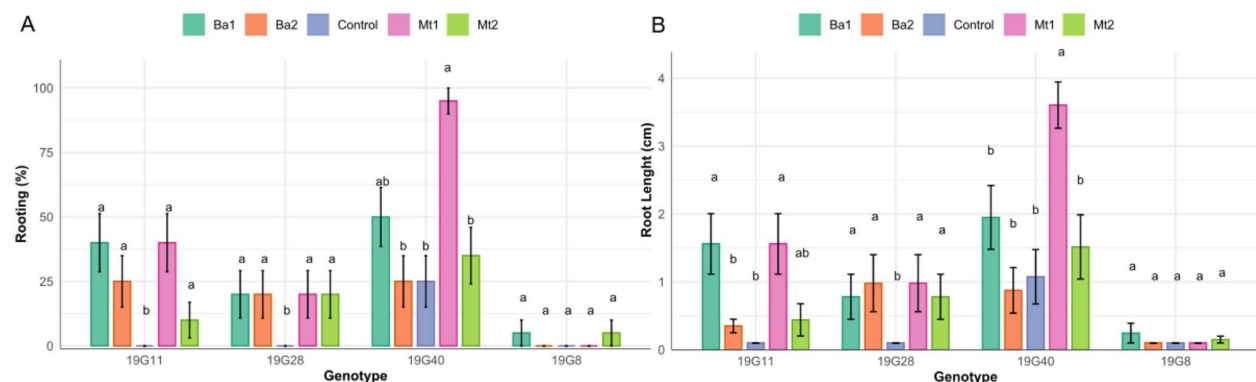 A
Ba1 Ba2 Control Mt1 Mt2
Rooting (%)
100
75
50
25
0
a a b a a
a a b a a
ab b b a b
a a a a a
19G11 19G28 19G40 19G8
Genotype
B
Ba1 Ba2 Control Mt1 Mt2
Root Lenght (cm)
4
3
2
1
0
a b b a ab
a a b a a
b b b a b
a a a a a
19G11 19G28 19G40 19G8
Genotype